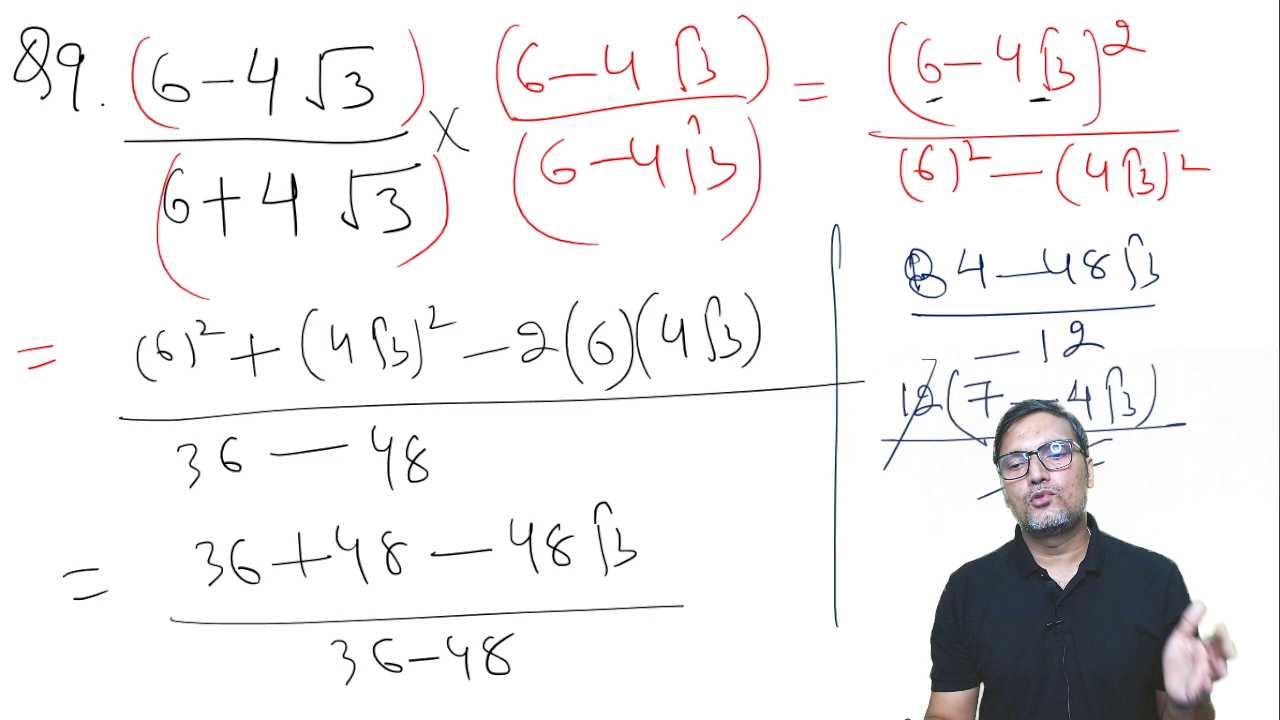 Q9. (6-4√3)/(6+4√3) × (6-4√3)/(6-4√3) = (6-4√3)²/((6)²-(4√3)²)
= ((6)²+(4√3)²-2(6)(4√3))/(36-48)
= (36+48-48√3)/(36-48)
(84-48√3)/(-12)
12(7-4√3)